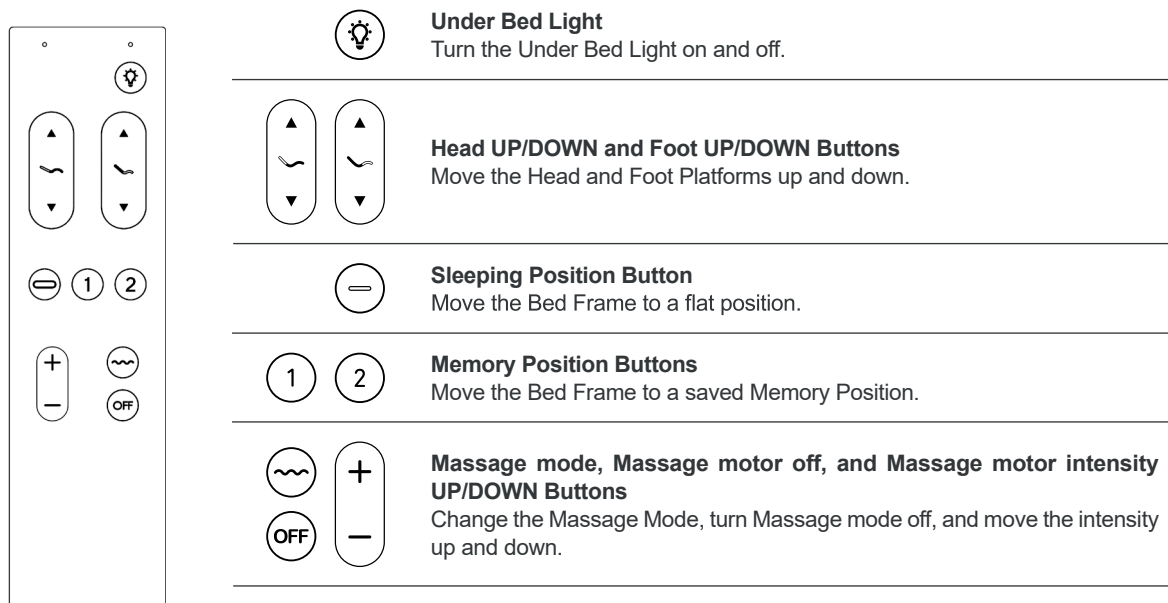 Under Bed Light
Turn the Under Bed Light on and off.
Head UP/DOWN and Foot UP/DOWN Buttons
Move the Head and Foot Platforms up and down.
1 2
Sleeping Position Button
Move the Bed Frame to a flat position.
1 2
Memory Position Buttons
Move the Bed Frame to a saved Memory Position.
+
−
OFF
+
−
OFF
Massage mode, Massage motor off, and Massage motor intensity
UP/DOWN Buttons
Change the Massage Mode, turn Massage mode off, and move the intensity
up and down.